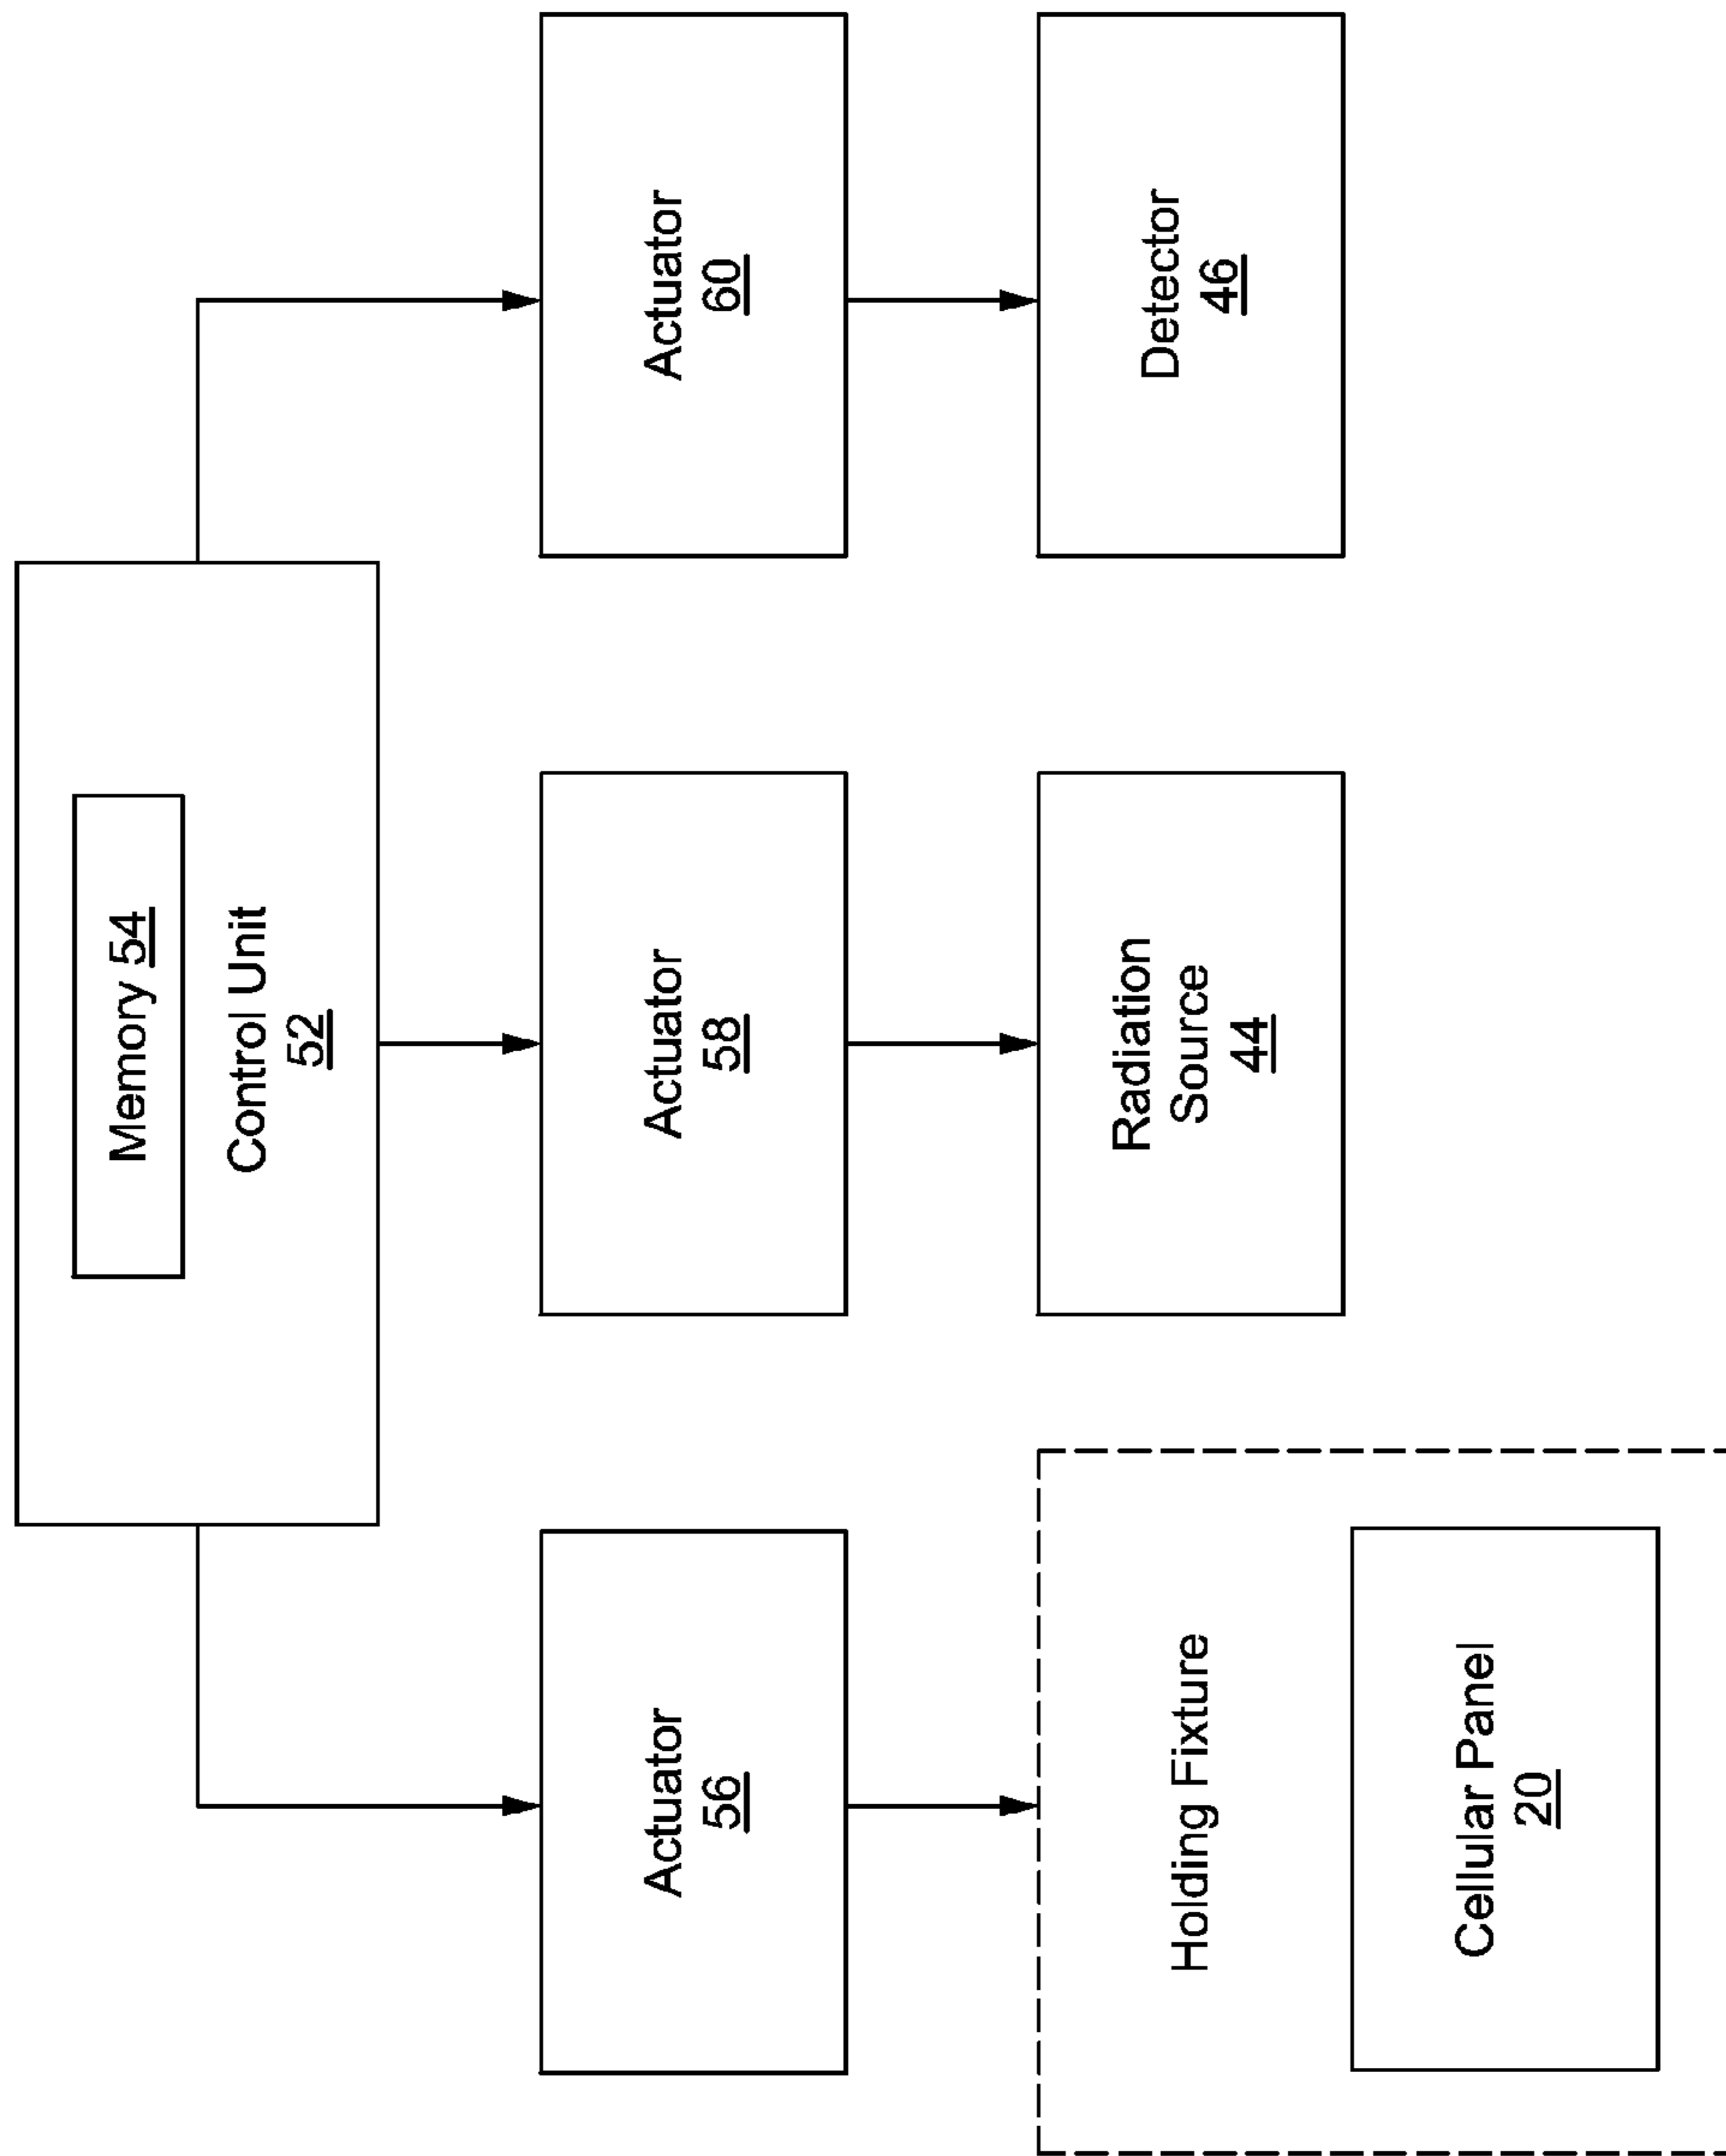 Memory 54
Control Unit
52
Actuator
56
Actuator
58
Actuator
60
Holding Fixture
Cellular Panel
20
Radiation
Source
44
Detector
46